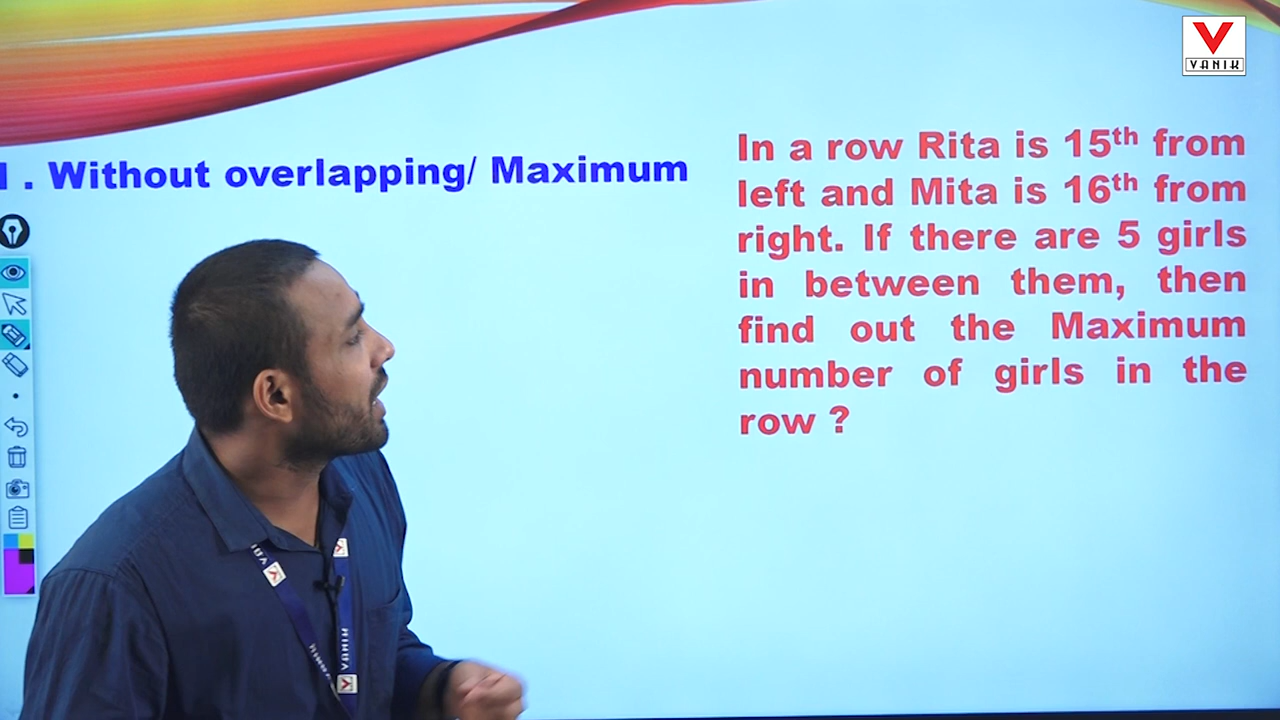 VANIK
. Without overlapping/ Maximum
In a row Rita is 15th from
left and Mita is 16th from
right. If there are 5 girls
in between them, then
find out the Maximum
number of girls in the
row ?
VANIK